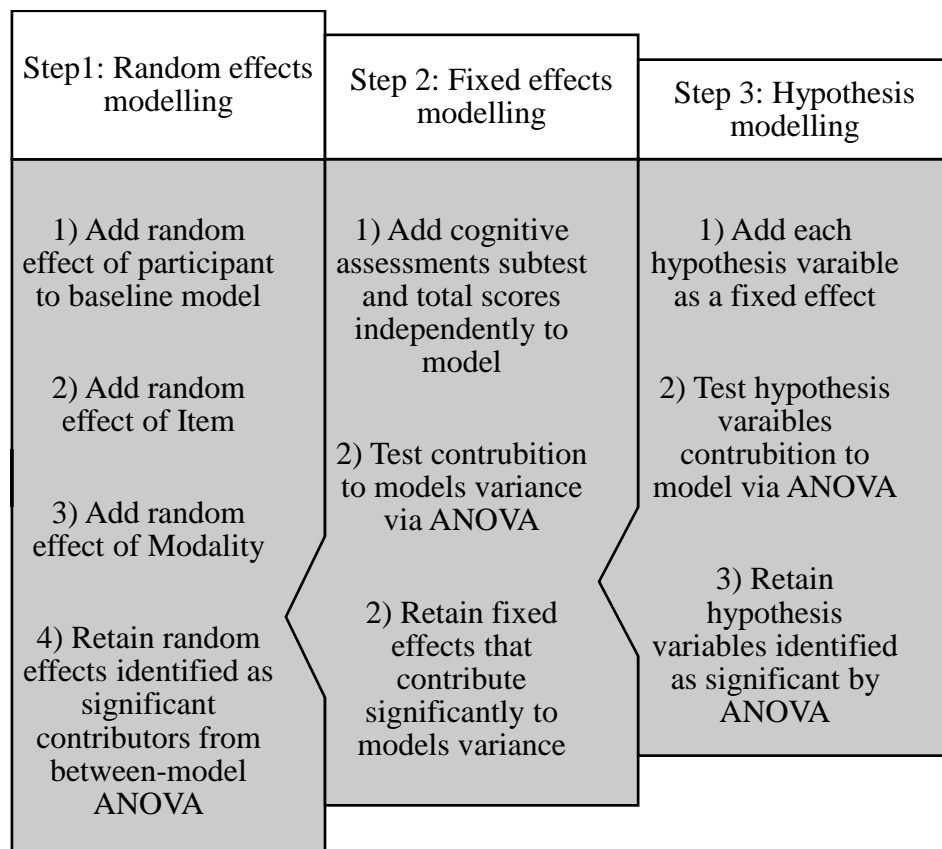 Step1: Random effects
modelling
1) Add random
effect of participant
to baseline model
2) Add random
effect of Item
3) Add random
effect of Modality
4) Retain random
effects identified as
significant
contributors from
between-model
ANOVA
Step 2: Fixed effects
modelling
1) Add cognitive
assessments subtest
and total scores
independently to
model
2) Test contrubition
to models variance
via ANOVA
2) Retain fixed
effects that
contribute
significantly to
models variance
Step 3: Hypothesis
modelling
1) Add each
hypothesis varaible
as a fixed effect
2) Test hypothesis
varaibles
contrubition to
model via ANOVA
3) Retain
hypothesis
variables identified
as significant by
ANOVA